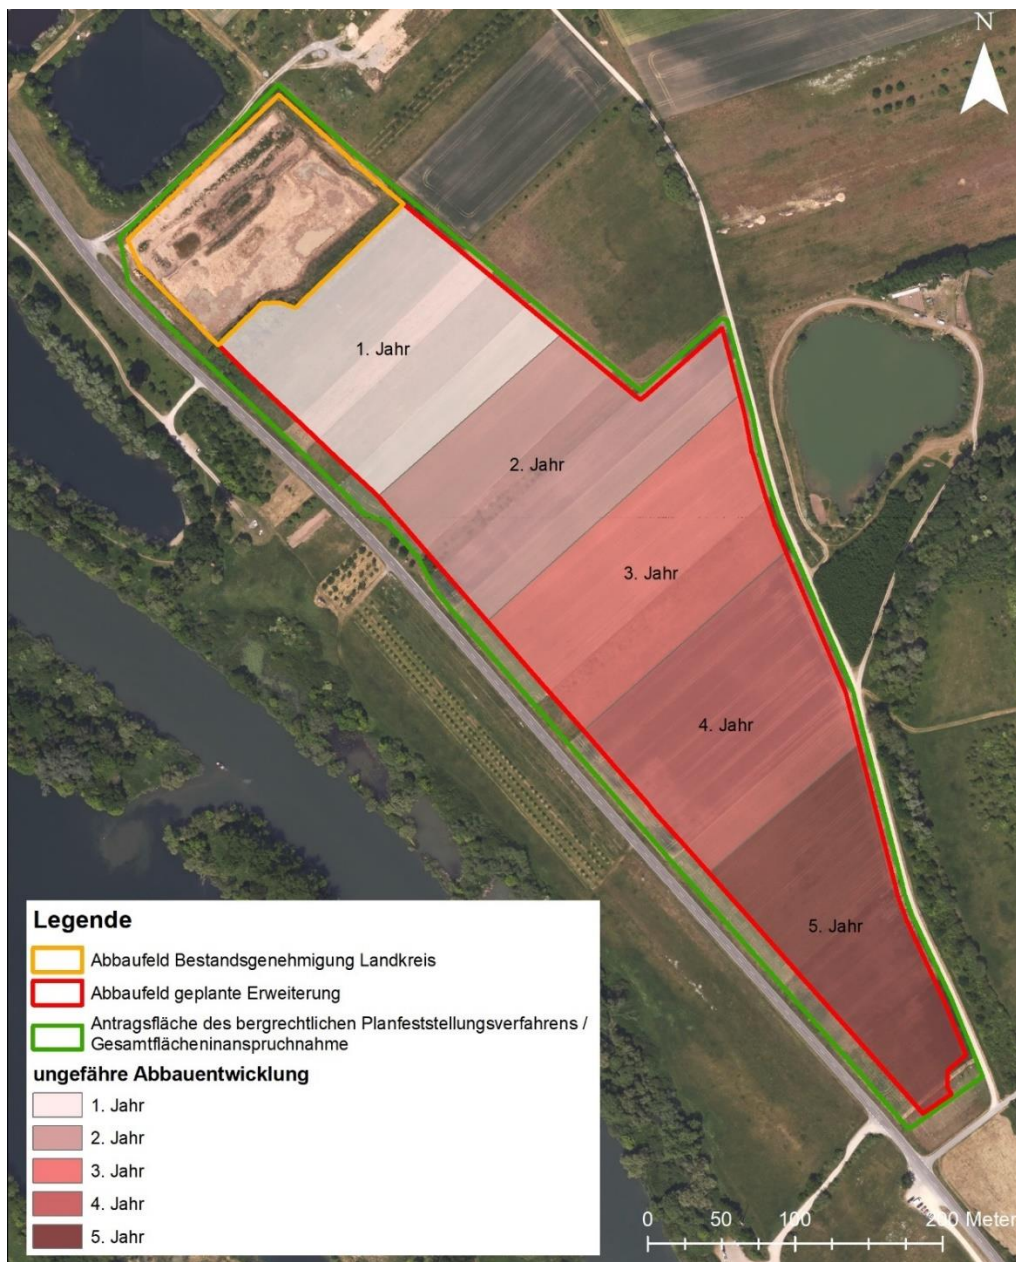 N
1. Jahr
2. Jahr
3. Jahr
4. Jahr
5. Jahr
Legende
Abbaufeld Bestandsgenehmigung Landkreis
Abbaufeld geplante Erweiterung
Antragsfläche des bergrechtlichen Planfeststellungsverfahrens /
Gesamtflächeninanspruchnahme
ungefähre Abbauentwicklung
1. Jahr
2. Jahr
3. Jahr
4. Jahr
5. Jahr
0 50 100 200 Meter